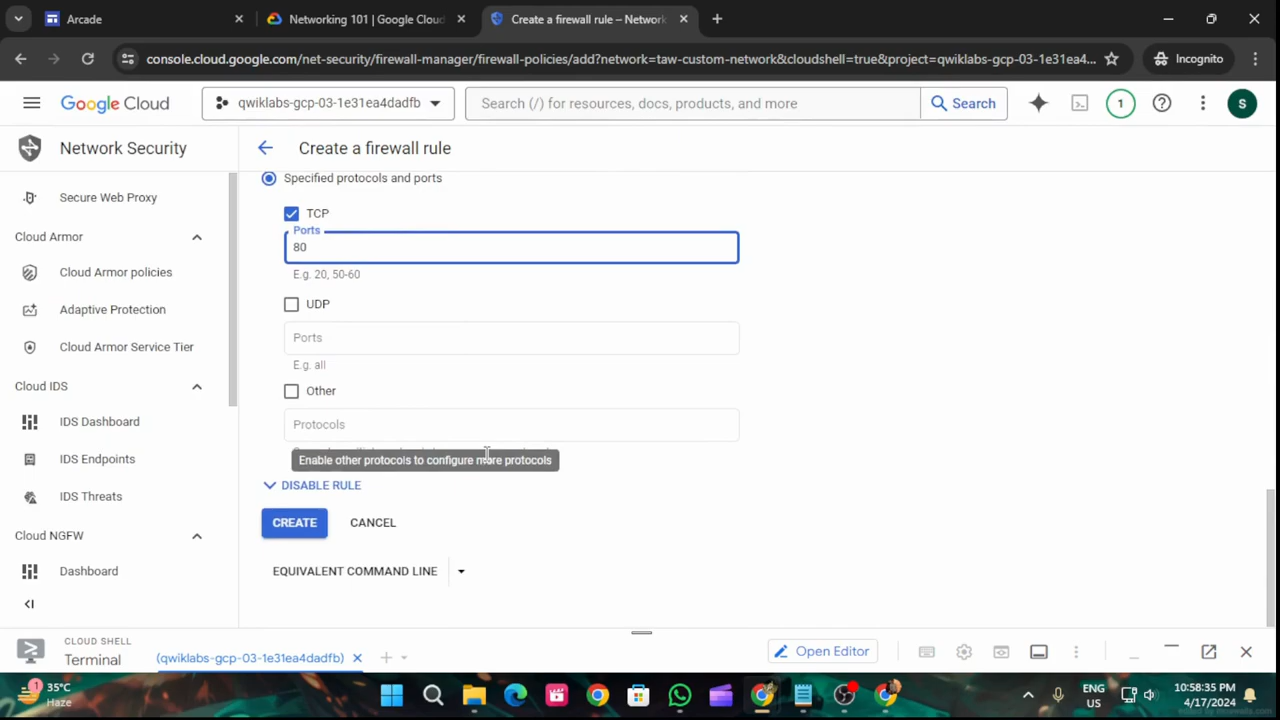 Arcade
Networking 101 | Google Cloud
Create a firewall rule – Network
console.cloud.google.com/net-security/firewall-manager/firewall-policies/add?network=taw-custom-network&cloudshell=true&project=qwiklabs-gcp-03-1e31ea4...
Incognito
Google Cloud
qwiklabs-gcp-03-1e31ea4dadfb
Search (/) for resources, docs, products, and more
Search
1
S
Network Security
Create a firewall rule
Secure Web Proxy
Cloud Armor
Cloud Armor policies
Adaptive Protection
Cloud Armor Service Tier
Cloud IDS
IDS Dashboard
IDS Endpoints
IDS Threats
Cloud NGFW
Dashboard
Specified protocols and ports
TCP
Ports
80
E.g. 20, 50-60
UDP
Ports
E.g. all
Other
Protocols
Enable other protocols to configure more protocols
DISABLE RULE
CREATE
CANCEL
EQUIVALENT COMMAND LINE
CLOUD SHELL
Terminal
(qwiklabs-gcp-03-1e31ea4dadfb)
Open Editor
1
35°C
Haze
ENG
US
10:58:35 PM
4/17/2024